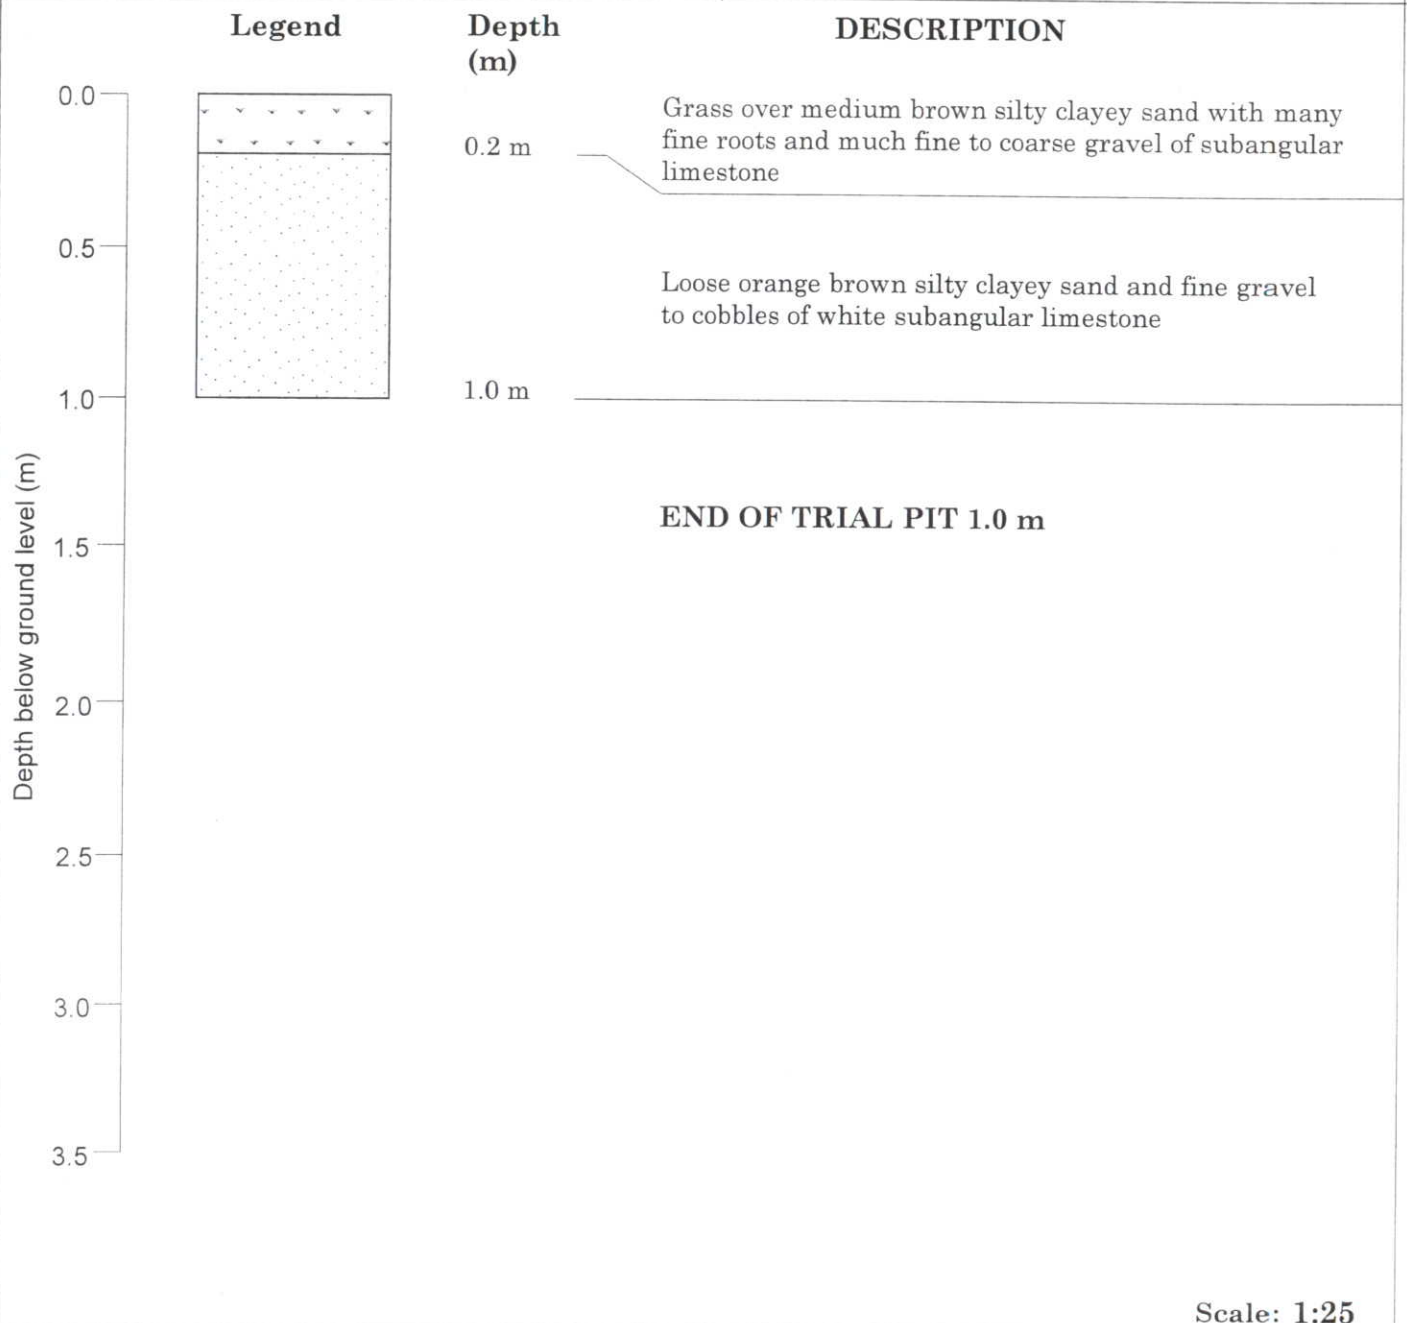 Legend
Depth
(m)
DESCRIPTION
0.0
Grass over medium brown silty clayey sand with many
fine roots and much fine to coarse gravel of subangular
limestone
0.2 m
0.5
Loose orange brown silty clayey sand and fine gravel
to cobbles of white subangular limestone
1.0
1.0 m
END OF TRIAL PIT 1.0 m
1.5
Depth below ground level (m)
2.0
2.5
3.0
3.5
Scale: 1:25